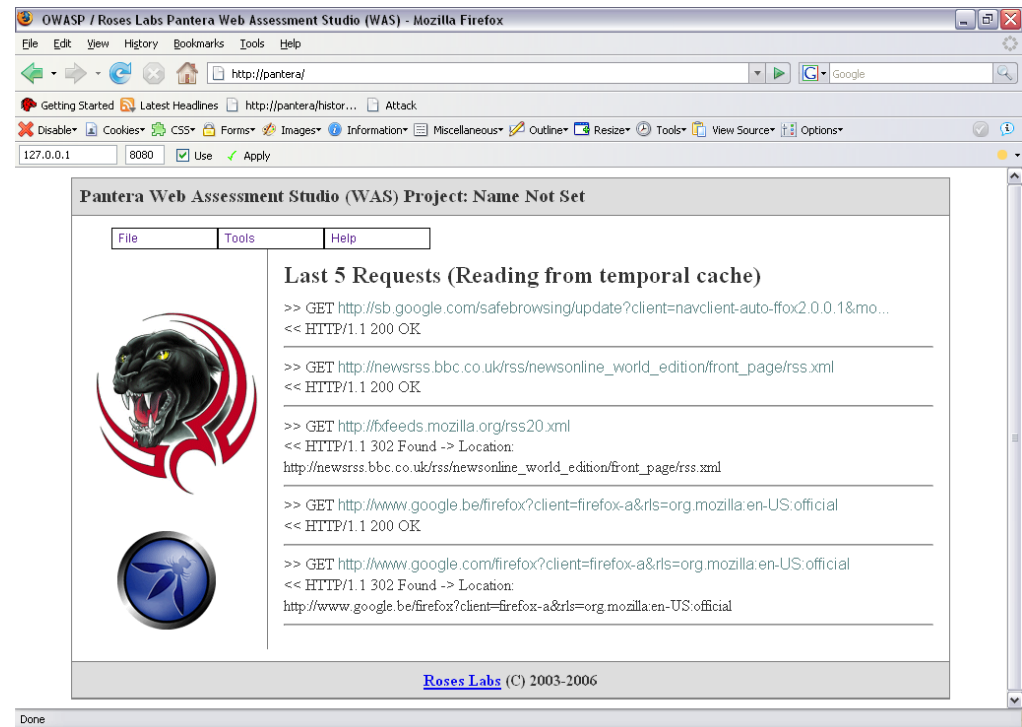 OWASP / Roses Labs Pantera Web Assessment Studio (WAS) - Mozilla Firefox
File Edit View History Bookmarks Tools Help
http://pantera/ Google
Getting Started Latest Headlines http://pantera/histor... Attack
Disable Cookies CSS Forms Images Information Miscellaneous Outline Resize Tools View Source Options
127.0.0.1 8080 Use Apply
Pantera Web Assessment Studio (WAS) Project: Name Not Set
File Tools Help
Last 5 Requests (Reading from temporal cache)
>> GET http://sb.google.com/safebrowsing/update?client=navclient-auto-ffox2.0.0.1&mo...
<< HTTP/1.1 200 OK
>> GET http://newsrss.bbc.co.uk/rss/newsonline_world_edition/front_page/rss.xml
<< HTTP/1.1 200 OK
>> GET http://fxfeeds.mozilla.org/rss20.xml
<< HTTP/1.1 302 Found -> Location:
http://newsrss.bbc.co.uk/rss/newsonline_world_edition/front_page/rss.xml
>> GET http://www.google.be/firefox?client=firefox-a&rls=org.mozilla:en-US:official
<< HTTP/1.1 200 OK
>> GET http://www.google.com/firefox?client=firefox-a&rls=org.mozilla:en-US:official
<< HTTP/1.1 302 Found -> Location:
http://www.google.be/firefox?client=firefox-a&rls=org.mozilla:en-US:official
Roses Labs (C) 2003-2006
Done